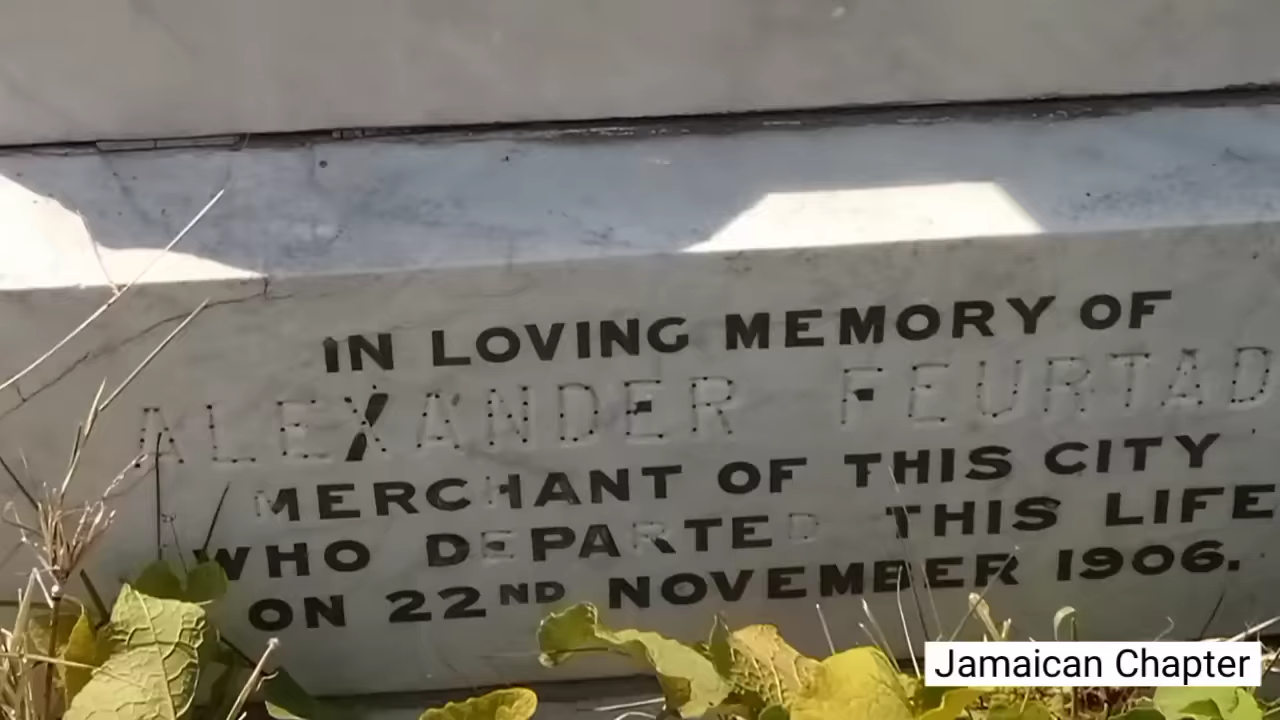 IN LOVING MEMORY OF
ALEXANDER FEURTAD
MERCHANT OF THIS CITY
WHO DEPARTED THIS LIFE
ON 22ND NOVEMBER 1906.
Jamaican Chapter